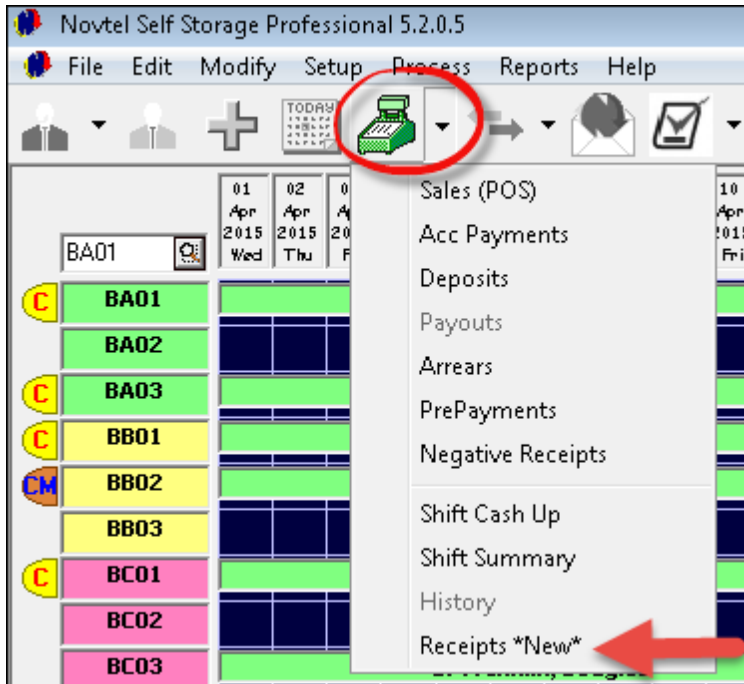 Novtel Self Storage Professional 5.2.0.5
File Edit Modify Setup Process Reports Help
TODAY
01 Apr 2015 Wed
02 Apr 2015 Thu
10
Fri
BA01
C BA01
BA02
C BA03
C BB01
CM BB02
BB03
C BC01
BC02
BC03
Sales (POS)
Acc Payments
Deposits
Payouts
Arrears
PrePayments
Negative Receipts
Shift Cash Up
Shift Summary
History
Receipts *New*